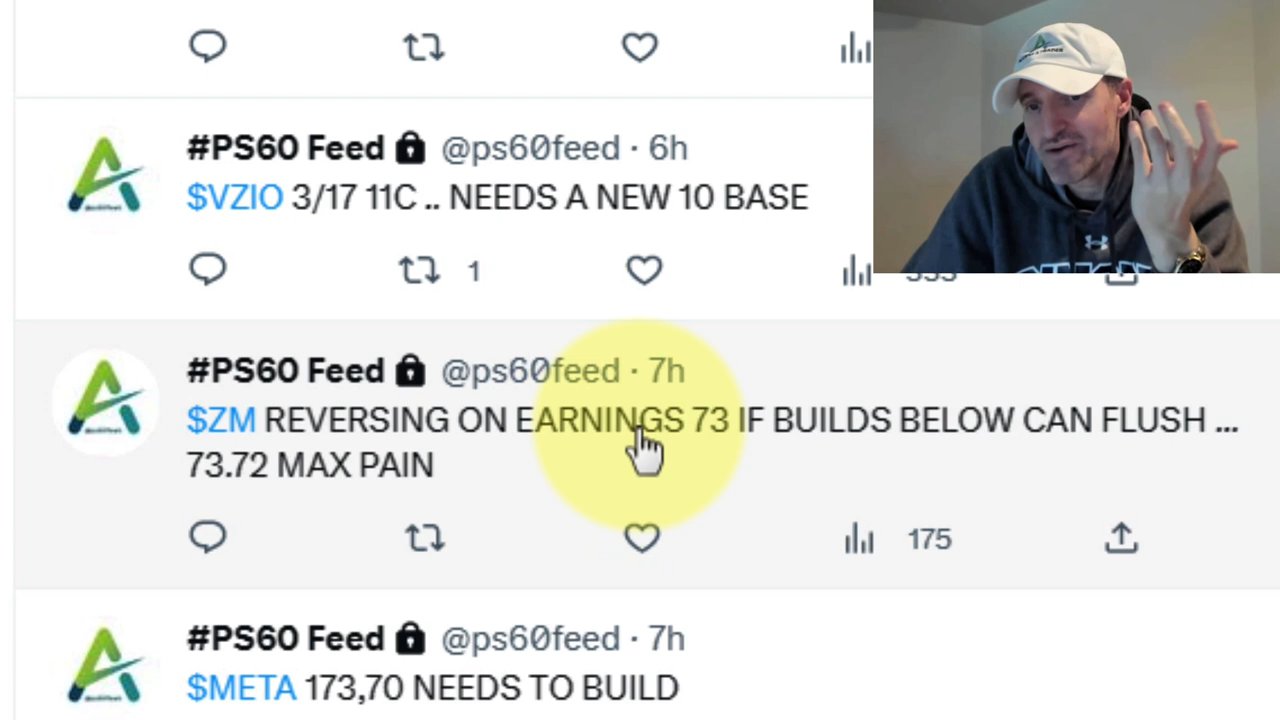 #PS60 Feed @ps60feed · 6h
$VZIO 3/17 11C .. NEEDS A NEW 10 BASE
1
#PS60 Feed @ps60feed · 7h
$ZM REVERSING ON EARNINGS 73 IF BUILDS BELOW CAN FLUSH ...
73.72 MAX PAIN
175
#PS60 Feed @ps60feed · 7h
$META 173,70 NEEDS TO BUILD